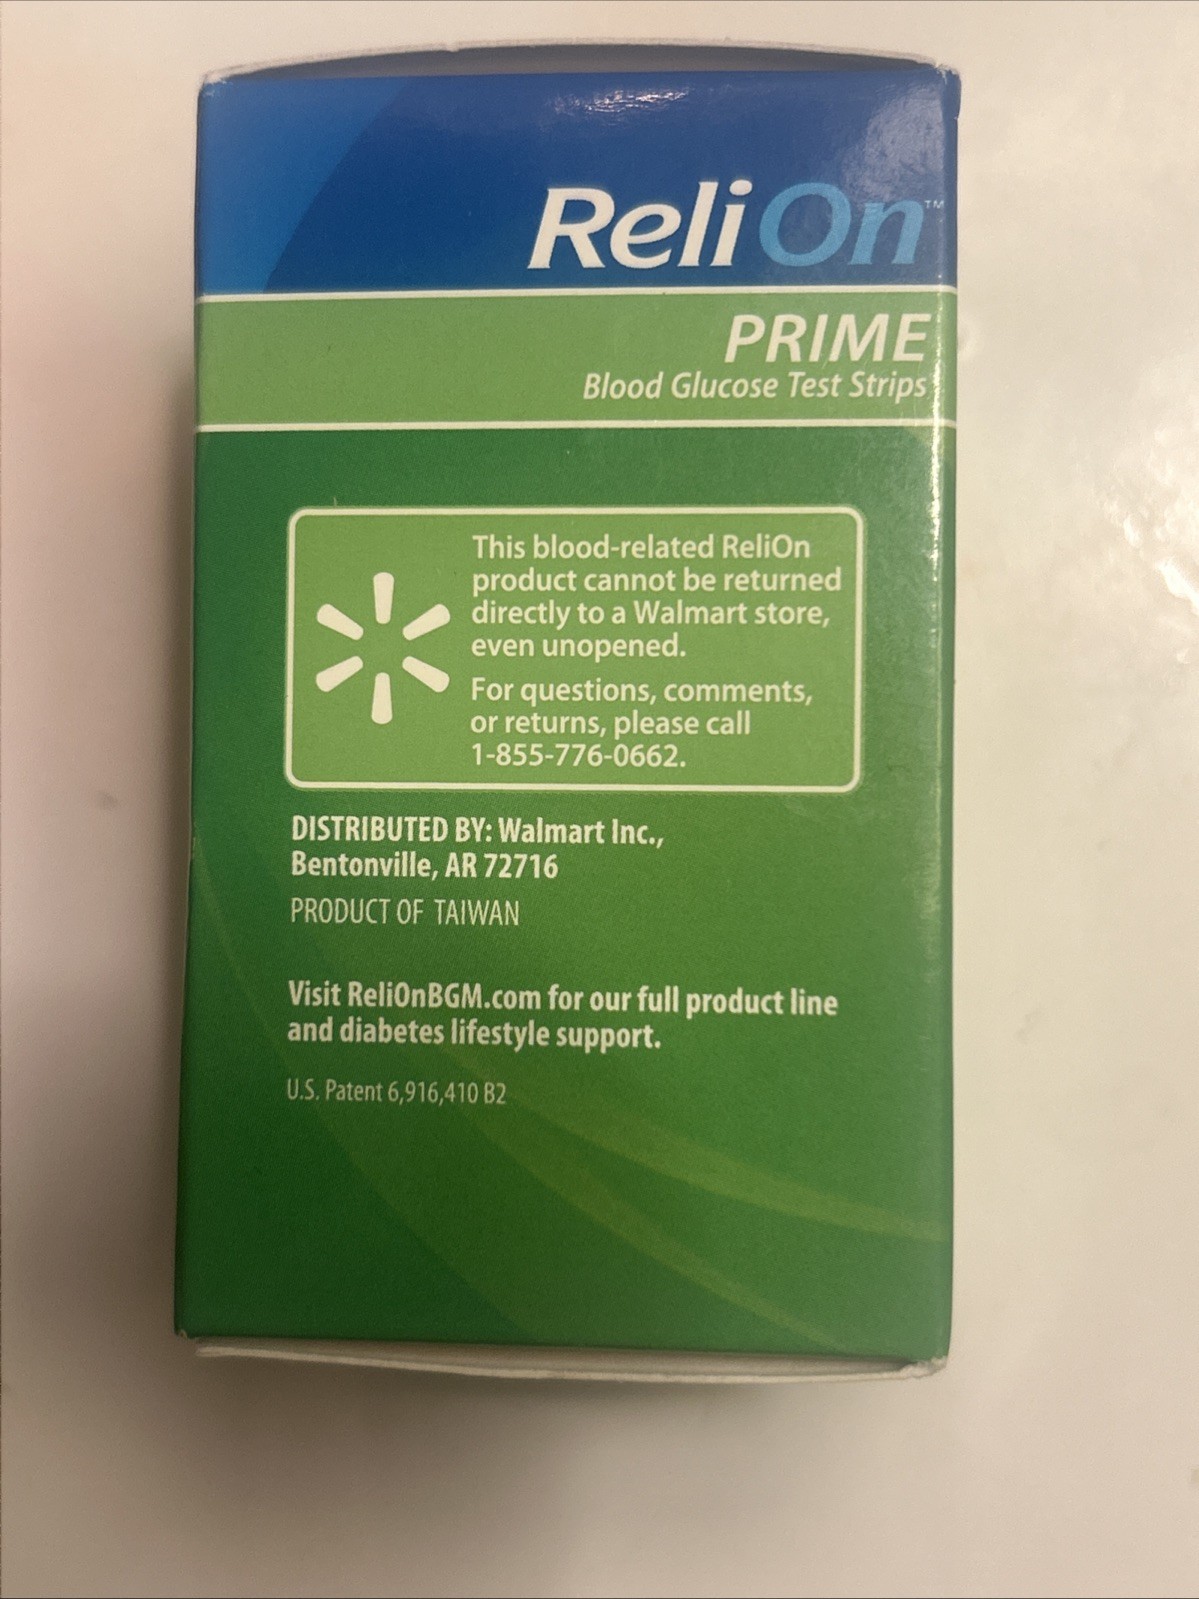 ReliOn™
PRIME
Blood Glucose Test Strips
This blood-related ReliOn
product cannot be returned
directly to a Walmart store,
even unopened.
For questions, comments,
or returns, please call
1-855-776-0662.
DISTRIBUTED BY: Walmart Inc.,
Bentonville, AR 72716
PRODUCT OF TAIWAN
Visit ReliOnBGM.com for our full product line
and diabetes lifestyle support.
U.S. Patent 6,916,410 B2